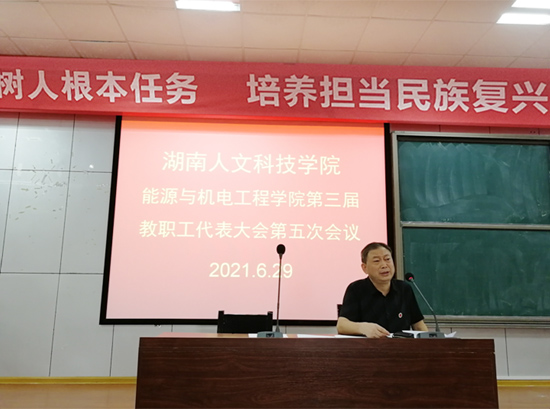 树人根本任务 培养担当民族复兴
湖南人文科技学院
能源与机电工程学院第三届
教职工代表大会第五次会议
2021.6.29